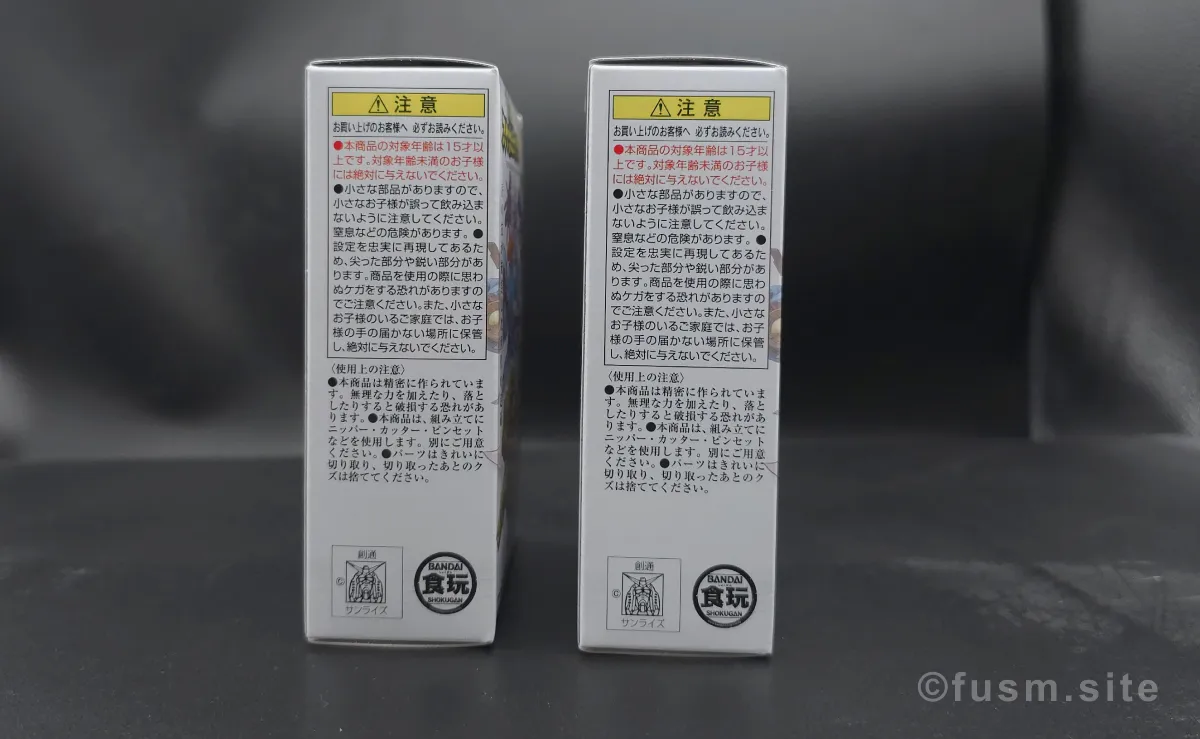 ⚠注意
お買い上げのお客様へ 必ずお読みください。
●本商品の対象年齢は15才以
上です。対象年齢未満のお子様
には絶対に与えないでください。
●小さな部品がありますので、
小さなお子様が誤って飲み込ま
ないように注意してください。
窒息などの危険があります。●
設定を忠実に再現してあるた
め、尖った部分や鋭い部分があ
ります。商品を使用の際に思わ
ぬケガをする恐れがありますの
でご注意ください。また、小さな
お子様のいるご家庭では、お子
様の手の届かない場所に保管
し、絶対に与えないでください。
〈使用上の注意〉
●本商品は精密に作られていま
す。無理な力を加えたり、落と
したりすると破損する恐れがあ
ります。●本商品は、組み立てに
ニッパー・カッター・ピンセット
などを使用します。別にご用意
ください。●パーツはきれいに
切り取り、切り取ったあとのク
ズは捨ててください。
創通
©
サンライズ
BANDAI
食玩
SHOKUGAN
⚠注意
お買い上げのお客様へ 必ずお読みください。
●本商品の対象年齢は15才以
上です。対象年齢未満のお子様
には絶対に与えないでください。
●小さな部品がありますので、
小さなお子様が誤って飲み込ま
ないように注意してください。
窒息などの危険があります。●
設定を忠実に再現してあるた
め、尖った部分や鋭い部分があ
ります。商品を使用の際に思わ
ぬケガをする恐れがありますの
でご注意ください。また、小さな
お子様のいるご家庭では、お子
様の手の届かない場所に保管
し、絶対に与えないでください。
〈使用上の注意〉
●本商品は精密に作られていま
す。無理な力を加えたり、落と
したりすると破損する恐れがあ
ります。●本商品は、組み立てに
ニッパー・カッター・ピンセット
などを使用します。別にご用意
ください。●パーツはきれいに
切り取り、切り取ったあとのク
ズは捨ててください。
創通
©
サンライズ
BANDAI
食玩
SHOKUGAN
©fusm.site